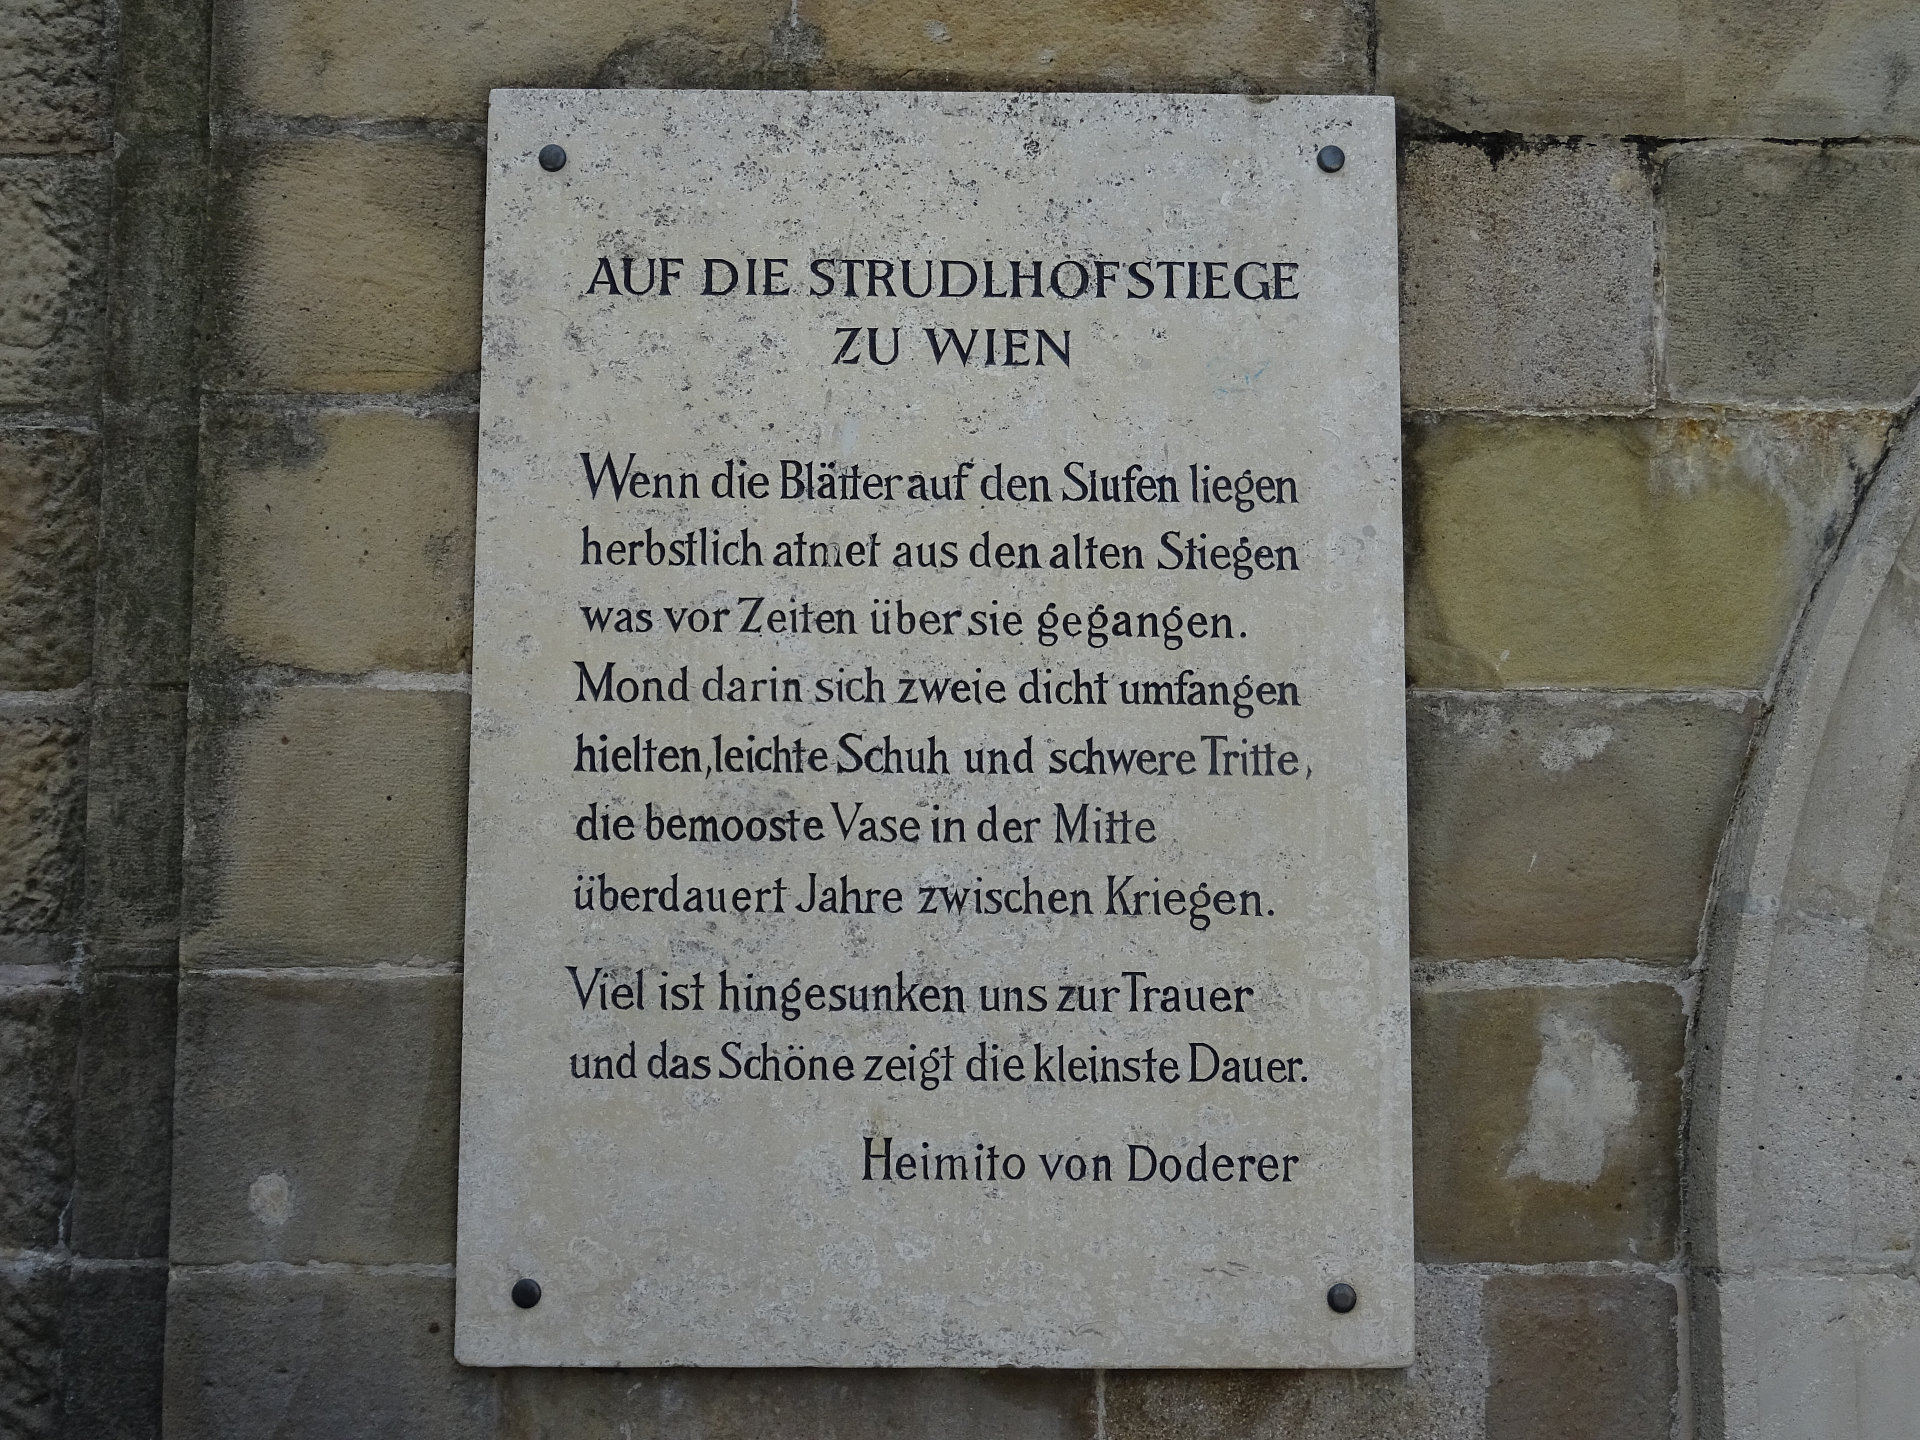 AUF DIE STRUDLHOFSTIEGE
ZU WIEN
Wenn die Blätter auf den Stufen liegen
herbstlich atmet aus den alten Stiegen
was vor Zeiten über sie gegangen.
Mond darin sich zweie dicht umfangen
hielten, leichte Schuh und schwere Tritte,
die bemooste Vase in der Mitte
überdauert Jahre zwischen Kriegen.
Viel ist hingesunken uns zur Trauer
und das Schöne zeigt die kleinste Dauer.
Heimito von Doderer